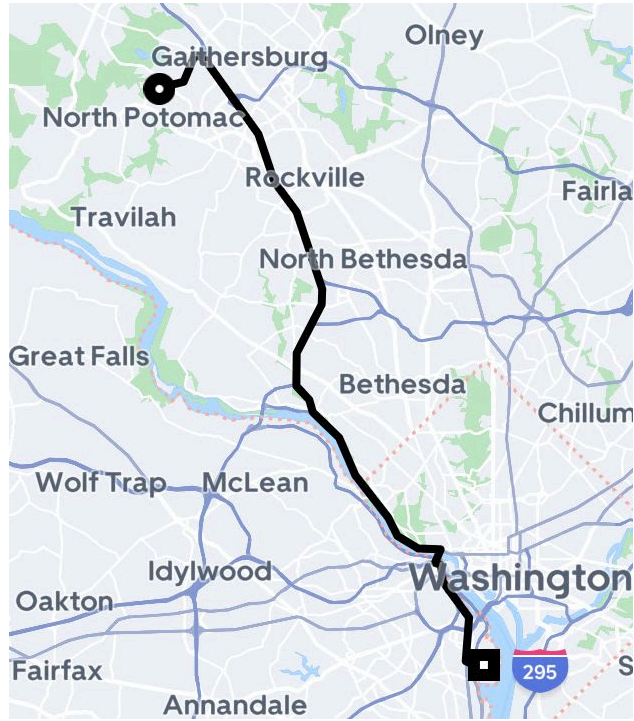 Olney
Gaithersburg
North Potomac
Rockville
Fairla
Travilah
North Bethesda
Great Falls
Bethesda
Chillum
Wolf Trap
McLean
Idylwood
Washington
Oakton
Fairfax
295
S
Annandale